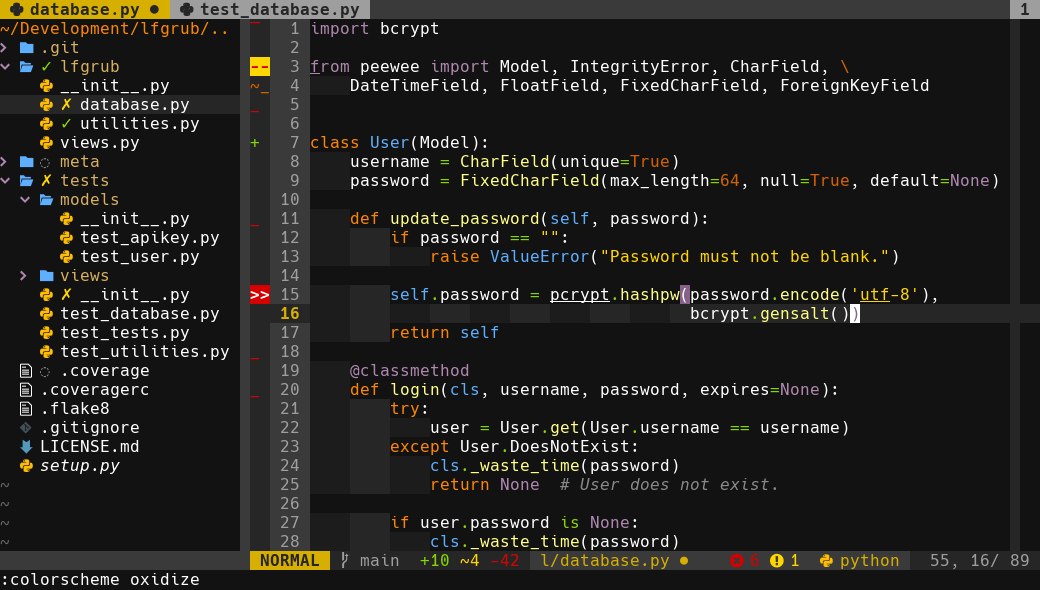 database.py ● test_database.py 1
~/Development/lfgrub/..
.git
✓ lfgrub
__init__.py
✗ database.py
✓ utilities.py
views.py
meta
✗ tests
models
__init__.py
test_apikey.py
test_user.py
views
✗ __init__.py
test_database.py
test_tests.py
test_utilities.py
.coverage
.coveragerc
.flake8
.gitignore
LICENSE.md
setup.py
~
~
~
~
_ 1 import bcrypt
2
-- 3 from peewee import Model, IntegrityError, CharField, \
~_ 4     DateTimeField, FloatField, FixedCharField, ForeignKeyField
_ 5
6
+ 7 class User(Model):
8     username = CharField(unique=True)
9     password = FixedCharField(max_length=64, null=True, default=None)
10
_ 11     def update_password(self, password):
12         if password == "":
13             raise ValueError("Password must not be blank.")
14
>> 15         self.password = pcrypt.hashpw(password.encode('utf-8'),
16                                       bcrypt.gensalt())
17         return self
_ 18
19     @classmethod
_ 20     def login(cls, username, password, expires=None):
21         try:
22             user = User.get(User.username == username)
23         except User.DoesNotExist:
24             cls._waste_time(password)
25             return None  # User does not exist.
26
27         if user.password is None:
28             cls._waste_time(password)
NORMAL main +10 ~4 -42 l/database.py ● 6 1 python 55, 16/ 89
:colorscheme oxidize